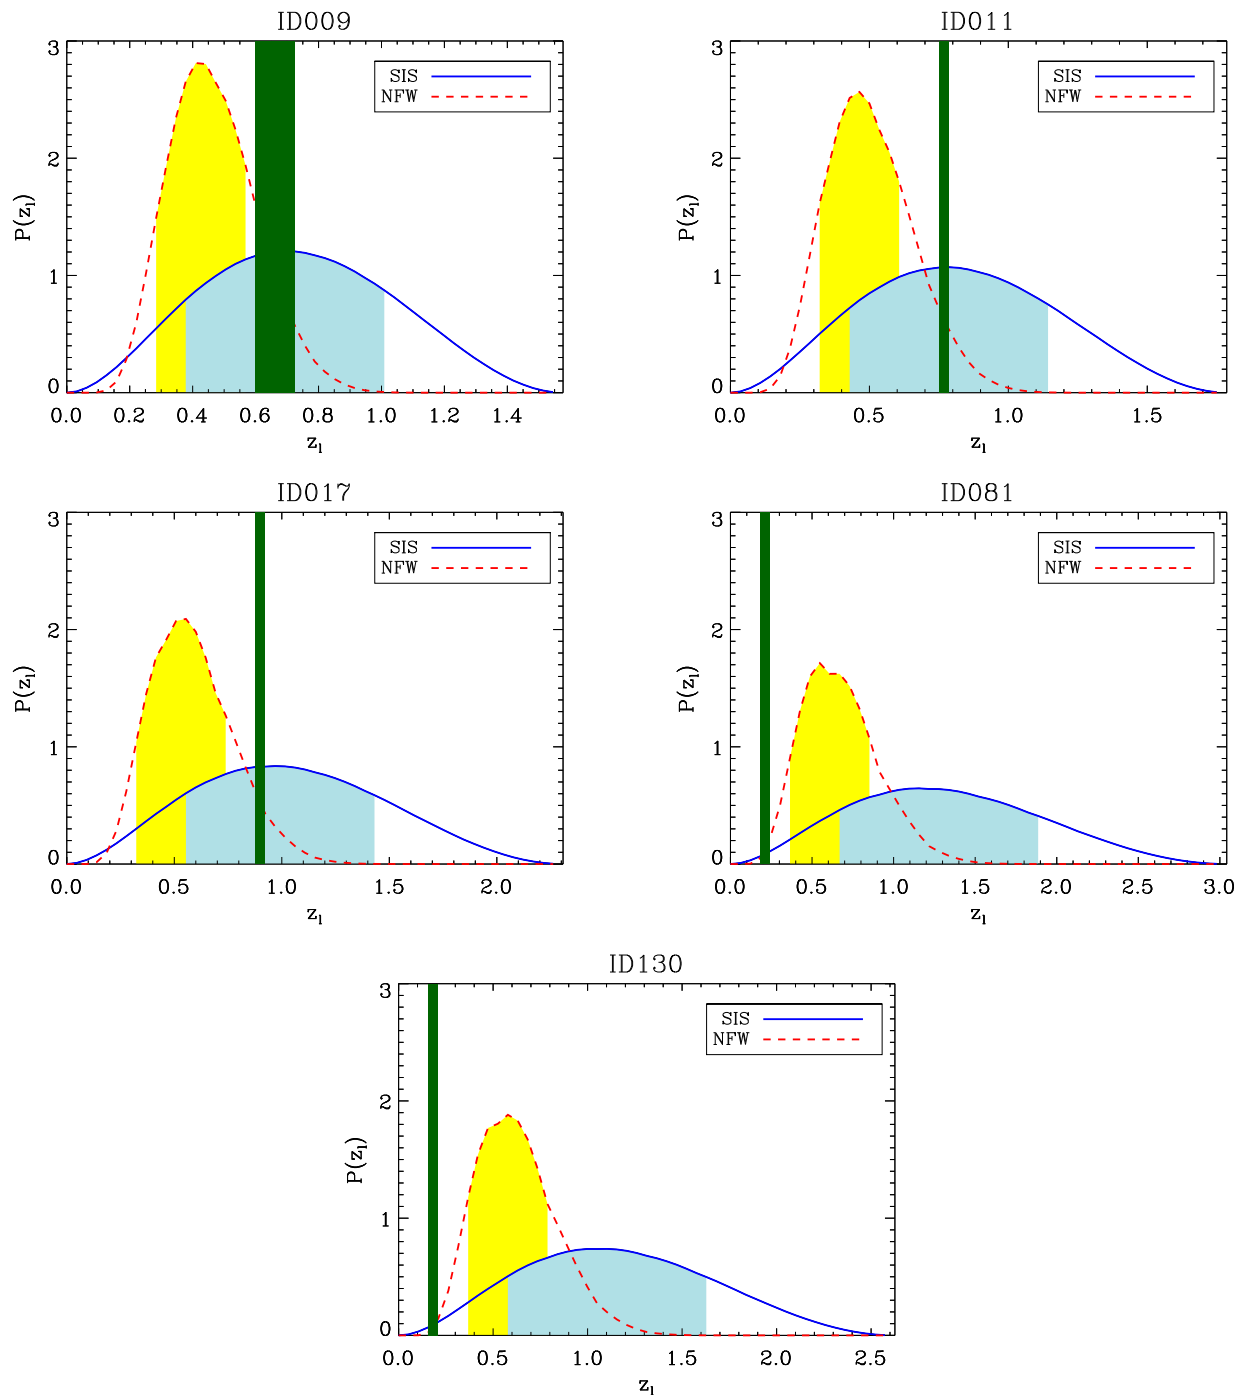 ID009
ID011
3
2
1
0
P(z_l)
SIS
NFW
0.0 0.2 0.4 0.6 0.8 1.0 1.2 1.4
z_l
3
2
1
0
P(z_l)
SIS
NFW
0.0 0.5 1.0 1.5
z_l
ID017
ID081
3
2
1
0
P(z_l)
SIS
NFW
0.0 0.5 1.0 1.5 2.0
z_l
3
2
1
0
P(z_l)
SIS
NFW
0.0 0.5 1.0 1.5 2.0 2.5 3.0
z_l
ID130
3
2
1
0
P(z_l)
SIS
NFW
0.0 0.5 1.0 1.5 2.0 2.5
z_l